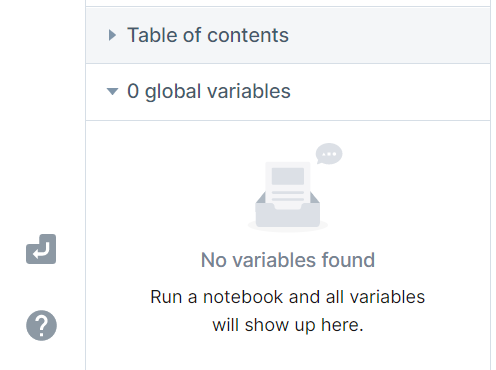 Table of contents
0 global variables
No variables found
Run a notebook and all variables
will show up here.
?